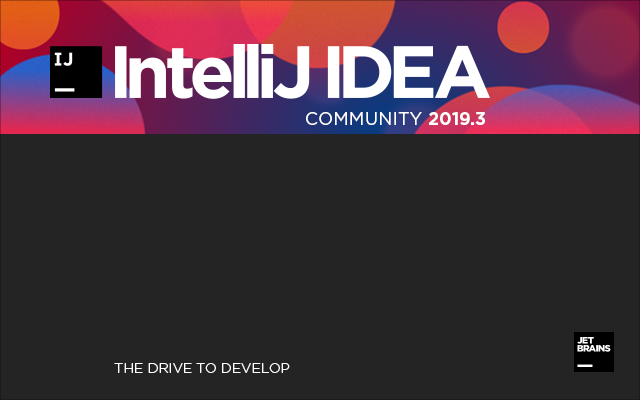 IJ
IntelliJ IDEA
COMMUNITY 2019.3
THE DRIVE TO DEVELOP
JET
BRAINS